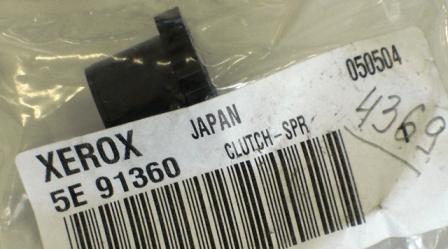 XEROX JAPAN 050504
5E 91360 CLUTCH-SPR
4369